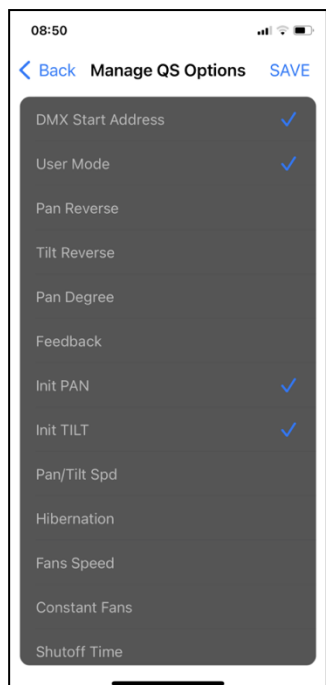 08:50
Back Manage QS Options SAVE
DMX Start Address
User Mode
Pan Reverse
Tilt Reverse
Pan Degree
Feedback
Init PAN
Init TILT
Pan/Tilt Spd
Hibernation
Fans Speed
Constant Fans
Shutoff Time